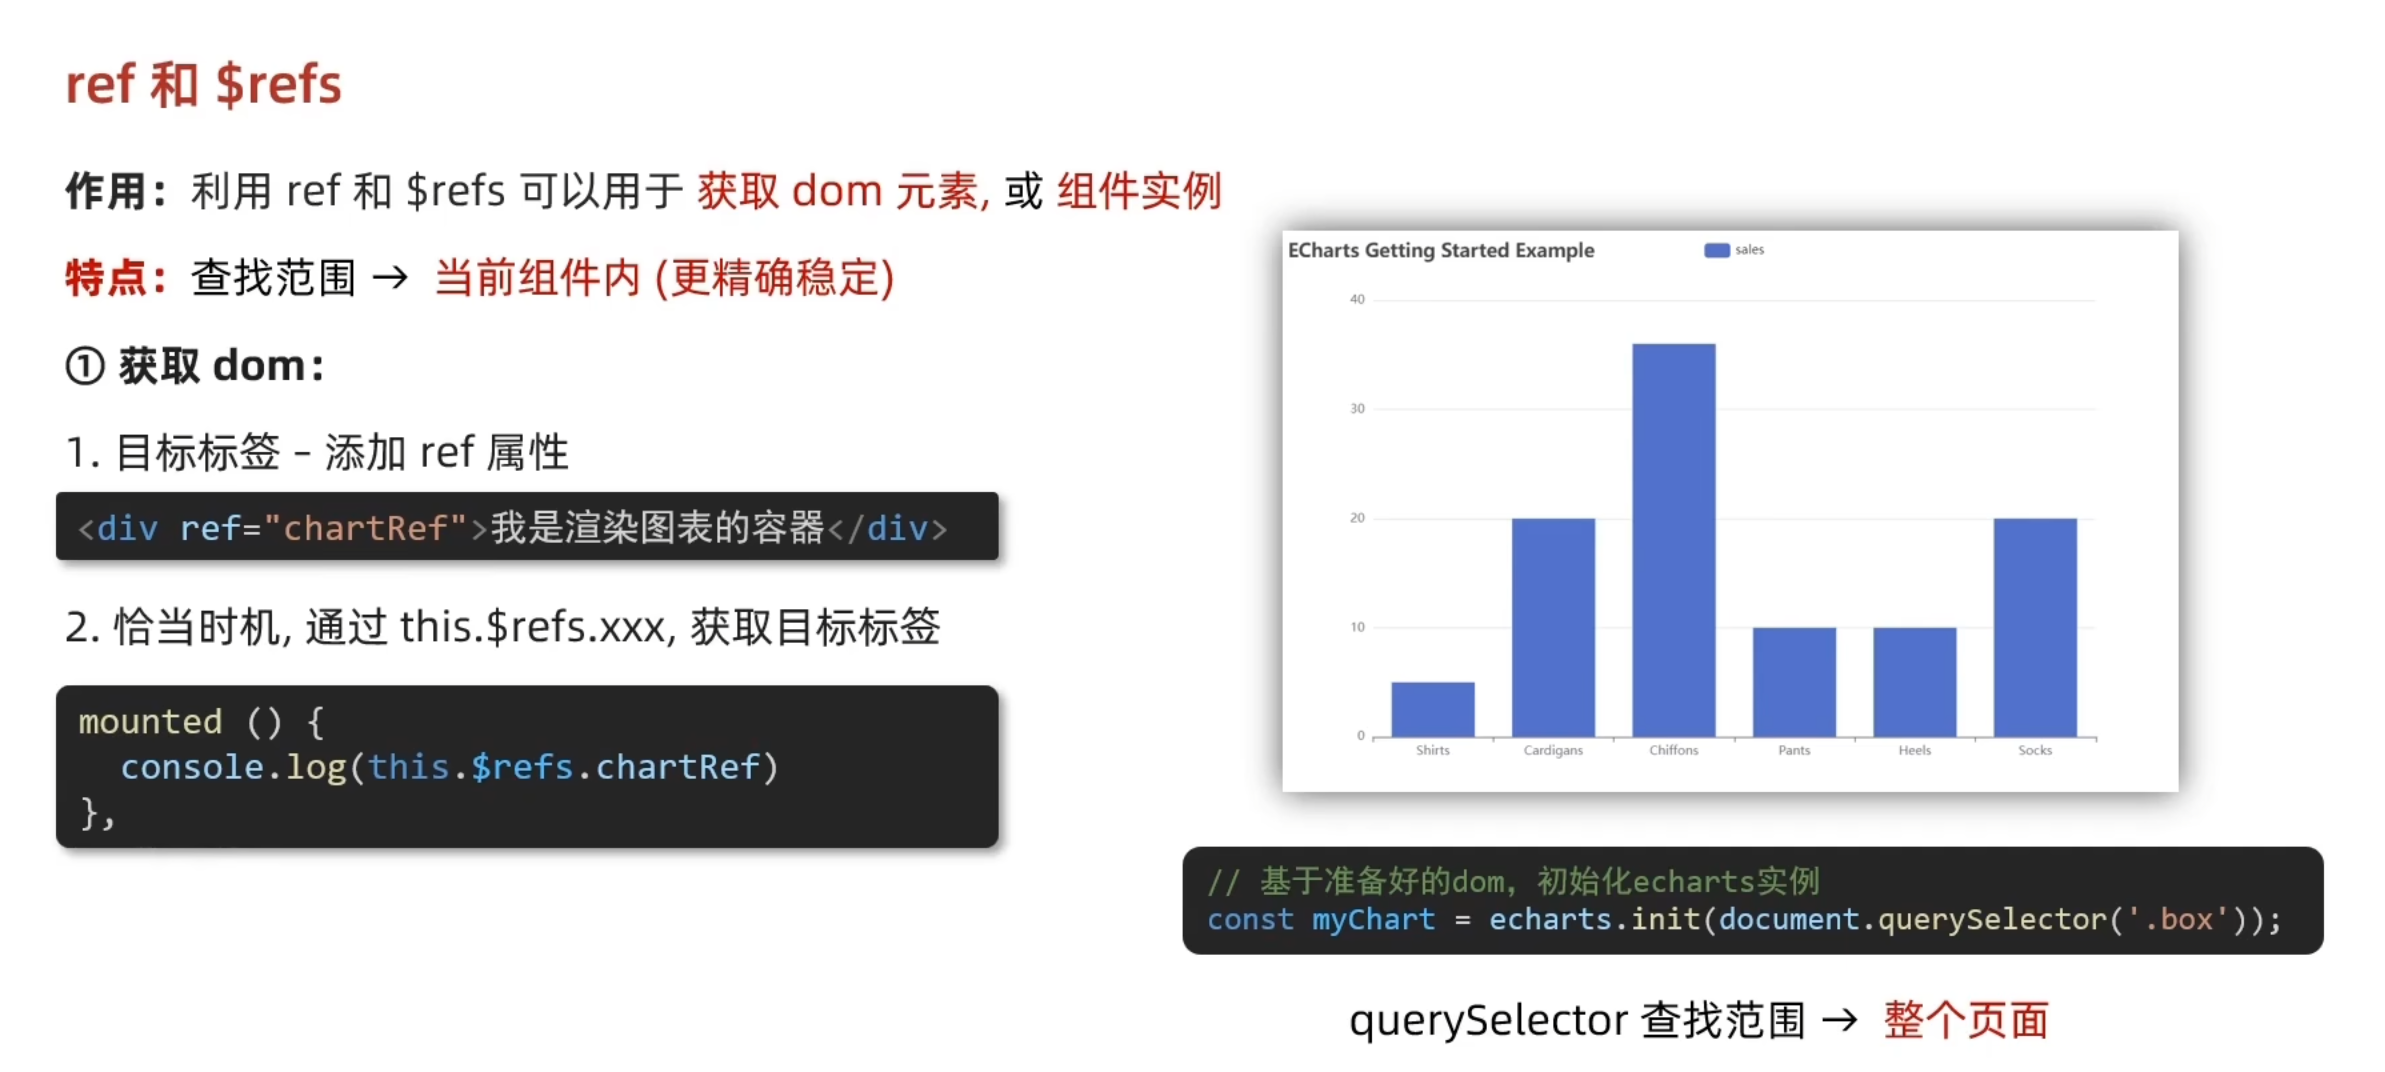 ref 和 $refs
作用：利用 ref 和 $refs 可以用于 获取 dom 元素, 或 组件实例
特点：查找范围 → 当前组件内 (更精确稳定)
① 获取 dom：
1. 目标标签 – 添加 ref 属性
<div ref="chartRef">我是渲染图表的容器</div>
2. 恰当时机, 通过 this.$refs.xxx, 获取目标标签
mounted () {
  console.log(this.$refs.chartRef)
},
ECharts Getting Started Example
sales
40
30
20
10
0
Shirts Cardigans Chiffons Pants Heels Socks
// 基于准备好的dom，初始化echarts实例
const myChart = echarts.init(document.querySelector('.box'));
querySelector 查找范围 → 整个页面